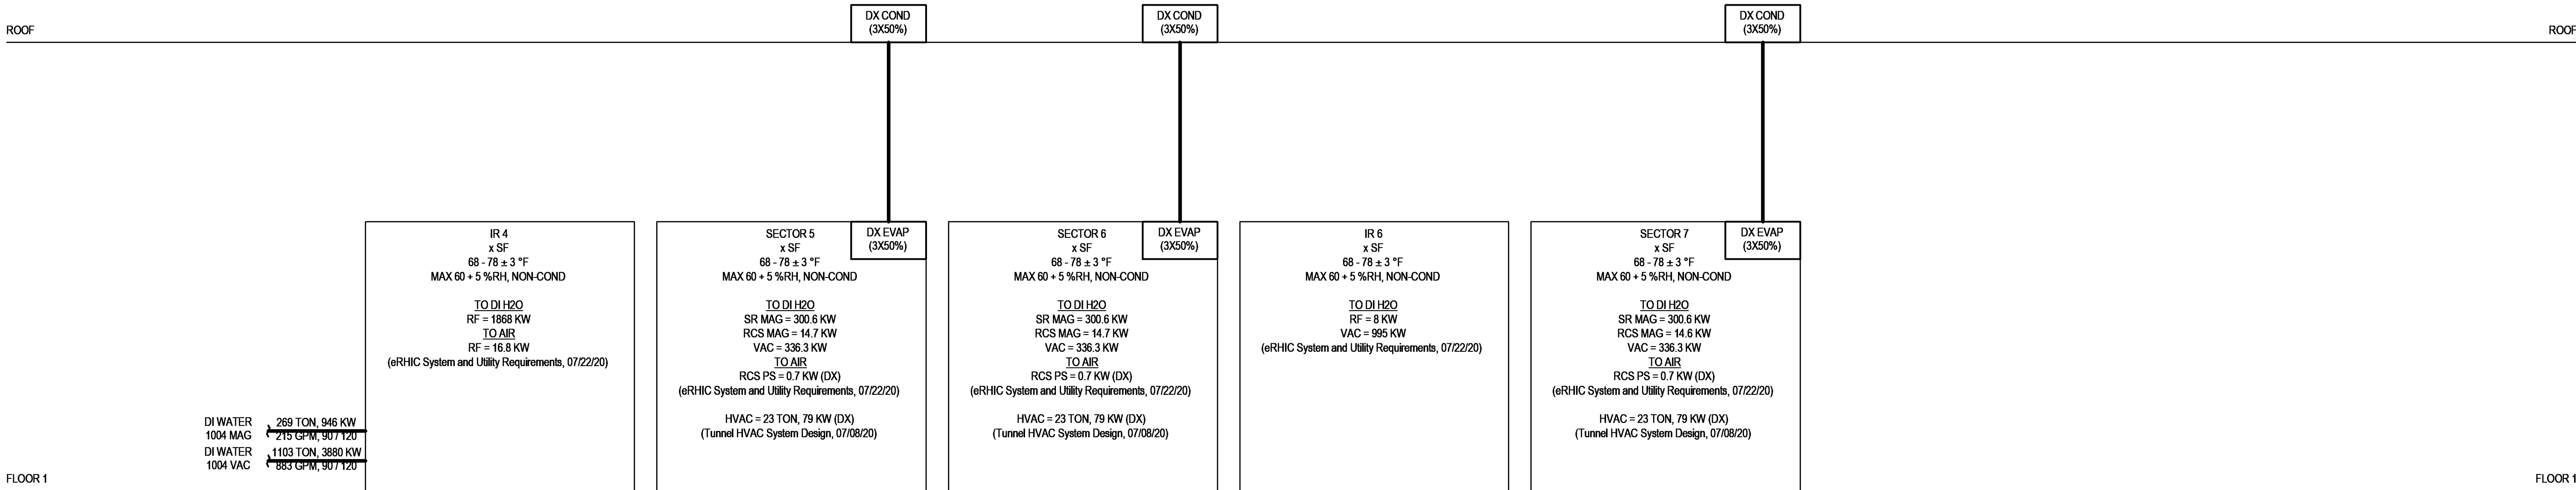 DX COND
(3X50%)
DX COND
(3X50%)
DX COND
(3X50%)
ROOF
ROOF
IR 4
x SF
68 - 78 ± 3 °F
MAX 60 + 5 %RH, NON-COND
TO DI H2O
RF = 1868 KW
TO AIR
RF = 16.8 KW
(eRHIC System and Utility Requirements, 07/22/20)
SECTOR 5
x SF
68 - 78 ± 3 °F
MAX 60 + 5 %RH, NON-COND
TO DI H2O
SR MAG = 300.6 KW
RCS MAG = 14.7 KW
VAC = 336.3 KW
TO AIR
RCS PS = 0.7 KW (DX)
(eRHIC System and Utility Requirements, 07/22/20)
HVAC = 23 TON, 79 KW (DX)
(Tunnel HVAC System Design, 07/08/20)
DX EVAP
(3X50%)
SECTOR 6
x SF
68 - 78 ± 3 °F
MAX 60 + 5 %RH, NON-COND
TO DI H2O
SR MAG = 300.6 KW
RCS MAG = 14.7 KW
VAC = 336.3 KW
TO AIR
RCS PS = 0.7 KW (DX)
(eRHIC System and Utility Requirements, 07/22/20)
HVAC = 23 TON, 79 KW (DX)
(Tunnel HVAC System Design, 07/08/20)
DX EVAP
(3X50%)
IR 6
x SF
68 - 78 ± 3 °F
MAX 60 + 5 %RH, NON-COND
TO DI H2O
RF = 8 KW
VAC = 995 KW
(eRHIC System and Utility Requirements, 07/22/20)
SECTOR 7
x SF
68 - 78 ± 3 °F
MAX 60 + 5 %RH, NON-COND
TO DI H2O
SR MAG = 300.6 KW
RCS MAG = 14.6 KW
VAC = 336.3 KW
TO AIR
RCS PS = 0.7 KW (DX)
(eRHIC System and Utility Requirements, 07/22/20)
HVAC = 23 TON, 79 KW (DX)
(Tunnel HVAC System Design, 07/08/20)
DX EVAP
(3X50%)
DI WATER
1004 MAG
269 TON, 946 KW
215 GPM, 90 / 120
DI WATER
1004 VAC
1103 TON, 3880 KW
883 GPM, 90 / 120
FLOOR 1
FLOOR 1